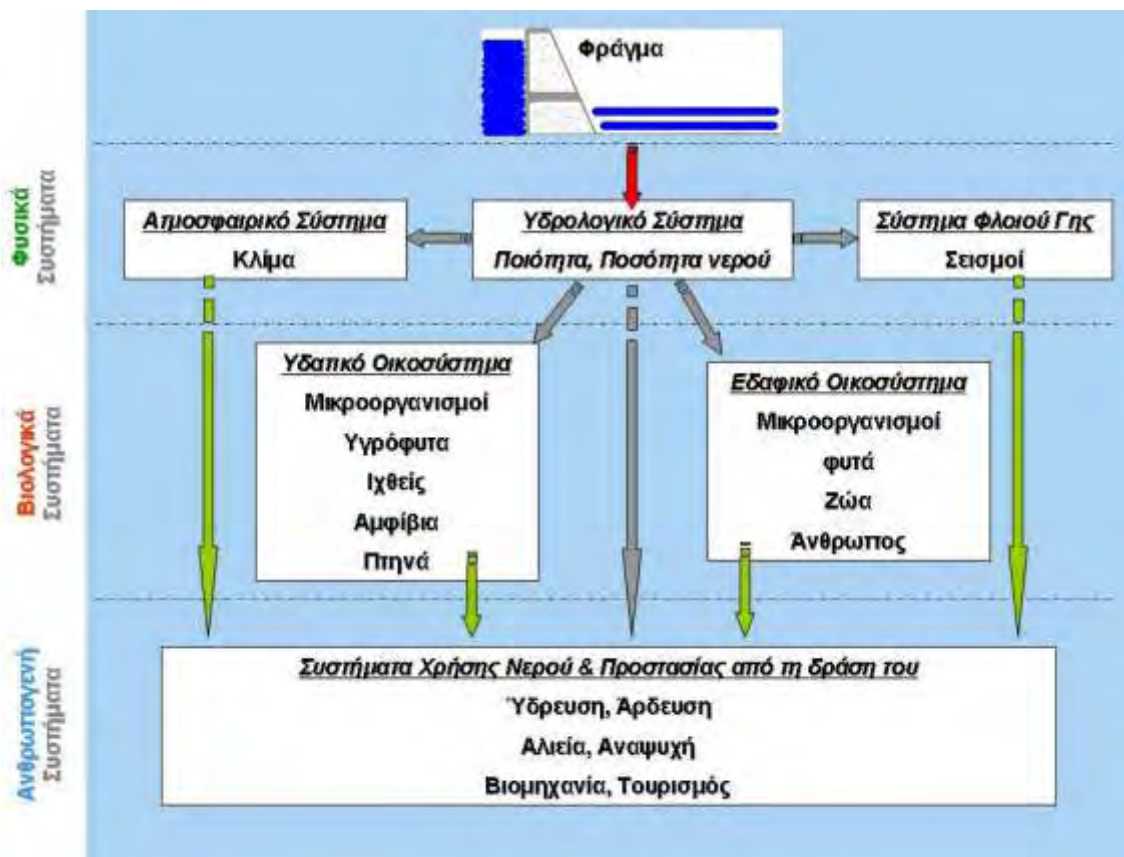 Φράγμα
Φυσικά
Συστήματα
Ατμοσφαιρικό Σύστημα
Κλίμα
Υδρολογικό Σύστημα
Ποιότητα, Ποσότητα νερού
Σύστημα Φλοιού Γης
Σεισμοί
Βιολογικά
Συστήματα
Υδατικό Οικοσύστημα
Μικροοργανισμοί
Υγρόφυτα
Ιχθείς
Αμφίβια
Πτηνά
Εδαφικό Οικοσύστημα
Μικροοργανισμοί
φυτά
Ζώα
Άνθρωπος
Ανθρωπογενή
Συστήματα
Συστήματα Χρήσης Νερού & Προστασίας από τη δράση του
Ύδρευση, Άρδευση
Αλιεία, Αναψυχή
Βιομηχανία, Τουρισμός